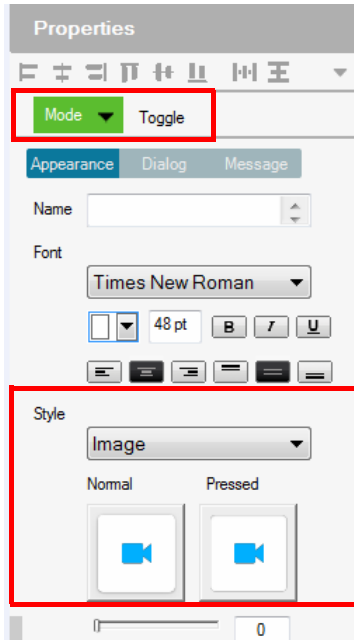 Properties
Mode Toggle
Appearance Dialog Message
Name
Font
Times New Roman
48 pt B I U
Style
Image
Normal Pressed
0